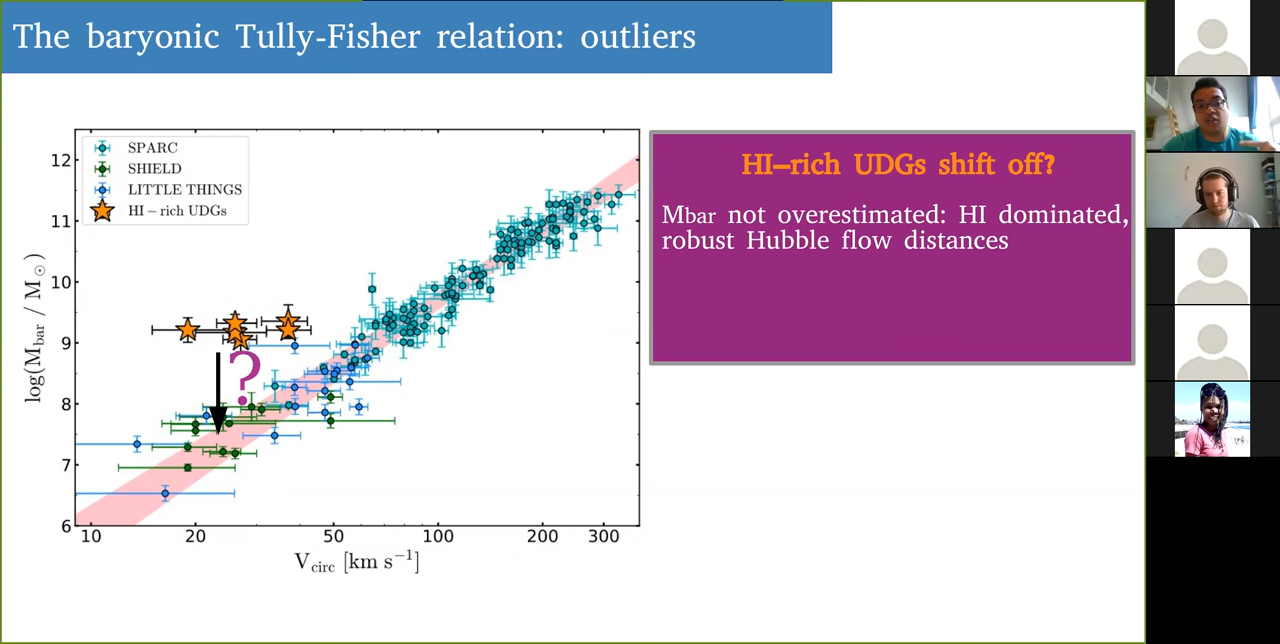 The baryonic Tully-Fisher relation: outliers
SPARC
SHIELD
LITTLE THINGS
HI – rich UDGs
12
11
10
9
8
7
6
log(Mbar / M☉)
?
10
20
50
100
200
300
Vcirc [km s⁻¹]
HI–rich UDGs shift off?
Mbar not overestimated: HI dominated,
robust Hubble flow distances